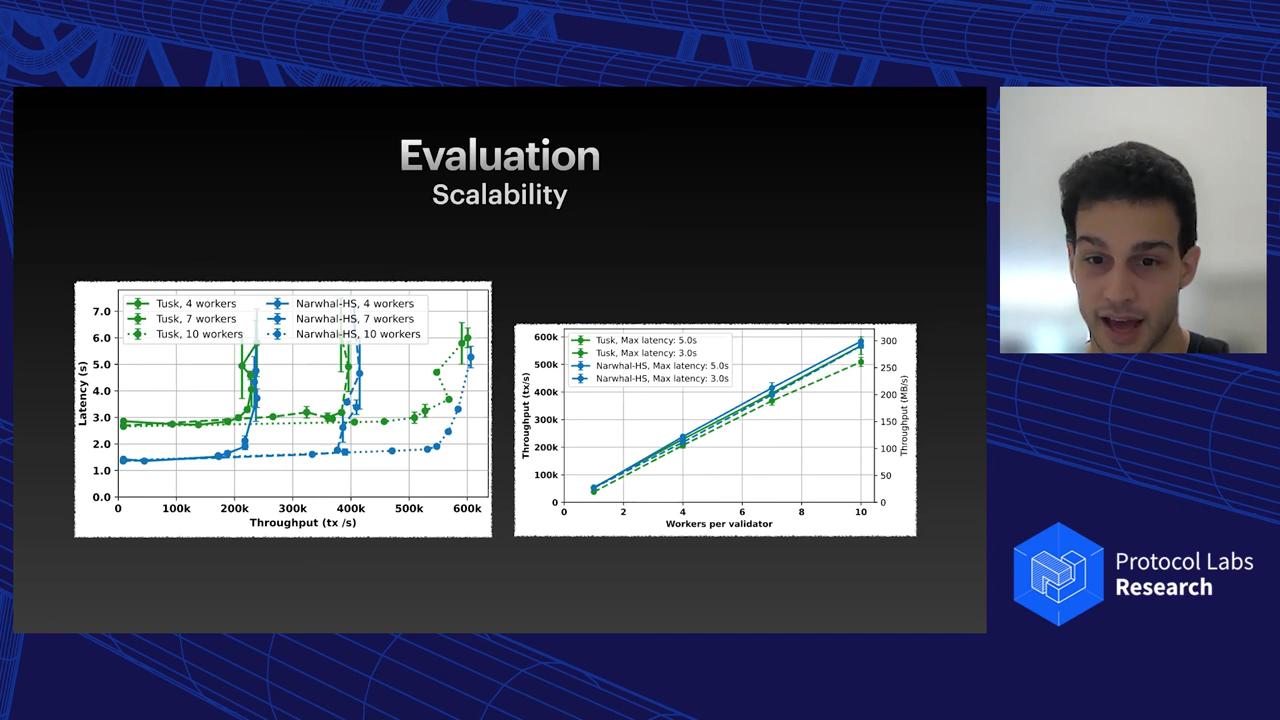 Evaluation
Scalability
Tusk, 4 workers
Tusk, 7 workers
Tusk, 10 workers
Narwhal-HS, 4 workers
Narwhal-HS, 7 workers
Narwhal-HS, 10 workers
7.0
6.0
5.0
4.0
3.0
2.0
1.0
0.0
Latency (s)
0 100k 200k 300k 400k 500k 600k
Throughput (tx /s)
Tusk, Max latency: 5.0s
Tusk, Max latency: 3.0s
Narwhal-HS, Max latency: 5.0s
Narwhal-HS, Max latency: 3.0s
600k
500k
400k
300k
200k
100k
0
Throughput (tx/s)
300
250
200
150
100
50
0
Throughput (MB/s)
0 2 4 6 8 10
Workers per validator
Protocol Labs
Research